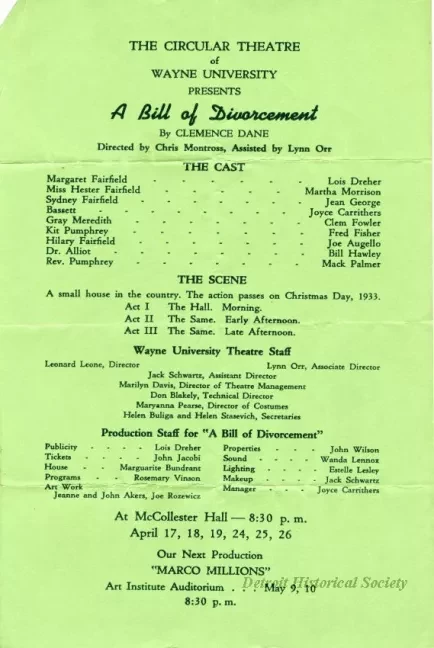 THE CIRCULAR THEATRE
of
WAYNE UNIVERSITY
PRESENTS
A Bill of Divorcement
By CLEMENCE DANE
Directed by Chris Montross, Assisted by Lynn Orr
THE CAST
Margaret Fairfield - - - - - - Lois Dreher
Miss Hester Fairfield - - - - - - Martha Morrison
Sydney Fairfield - - - - - - Jean George
Bassett - - - - - - - Joyce Carrithers
Gray Meredith - - - - - - Clem Fowler
Kit Pumphrey - - - - - - Fred Fisher
Hilary Fairfield - - - - - - Joe Augello
Dr. Alliot - - - - - - Bill Hawley
Rev. Pumphrey - - - - - - Mack Palmer
THE SCENE
A small house in the country. The action passes on Christmas Day, 1933.
Act I The Hall. Morning.
Act II The Same. Early Afternoon.
Act III The Same. Late Afternoon.
Wayne University Theatre Staff
Leonard Leone, Director Lynn Orr, Associate Director
Jack Schwartz, Assistant Director
Marilyn Davis, Director of Theatre Management
Don Blakely, Technical Director
Maryanna Pearse, Director of Costumes
Helen Buliga and Helen Stasevich, Secretaries
Production Staff for "A Bill of Divorcement"
Publicity - - - - Lois Dreher Properties - - - John Wilson
Tickets - - - - John Jacobi Sound - - - - Wanda Lennox
House - - Marguarite Bundrant Lighting - - - - Estelle Lesley
Programs - - - Rosemary Vinson Makeup - - - Jack Schwartz
Art Work - - - - Manager - - - Joyce Carrithers
Jeanne and John Akers, Joe Rozewicz
At McCollester Hall — 8:30 p. m.
April 17, 18, 19, 24, 25, 26
Our Next Production
"MARCO MILLIONS"
Art Institute Auditorium . . . May 9, 10
8:30 p. m.
Detroit Historical Society